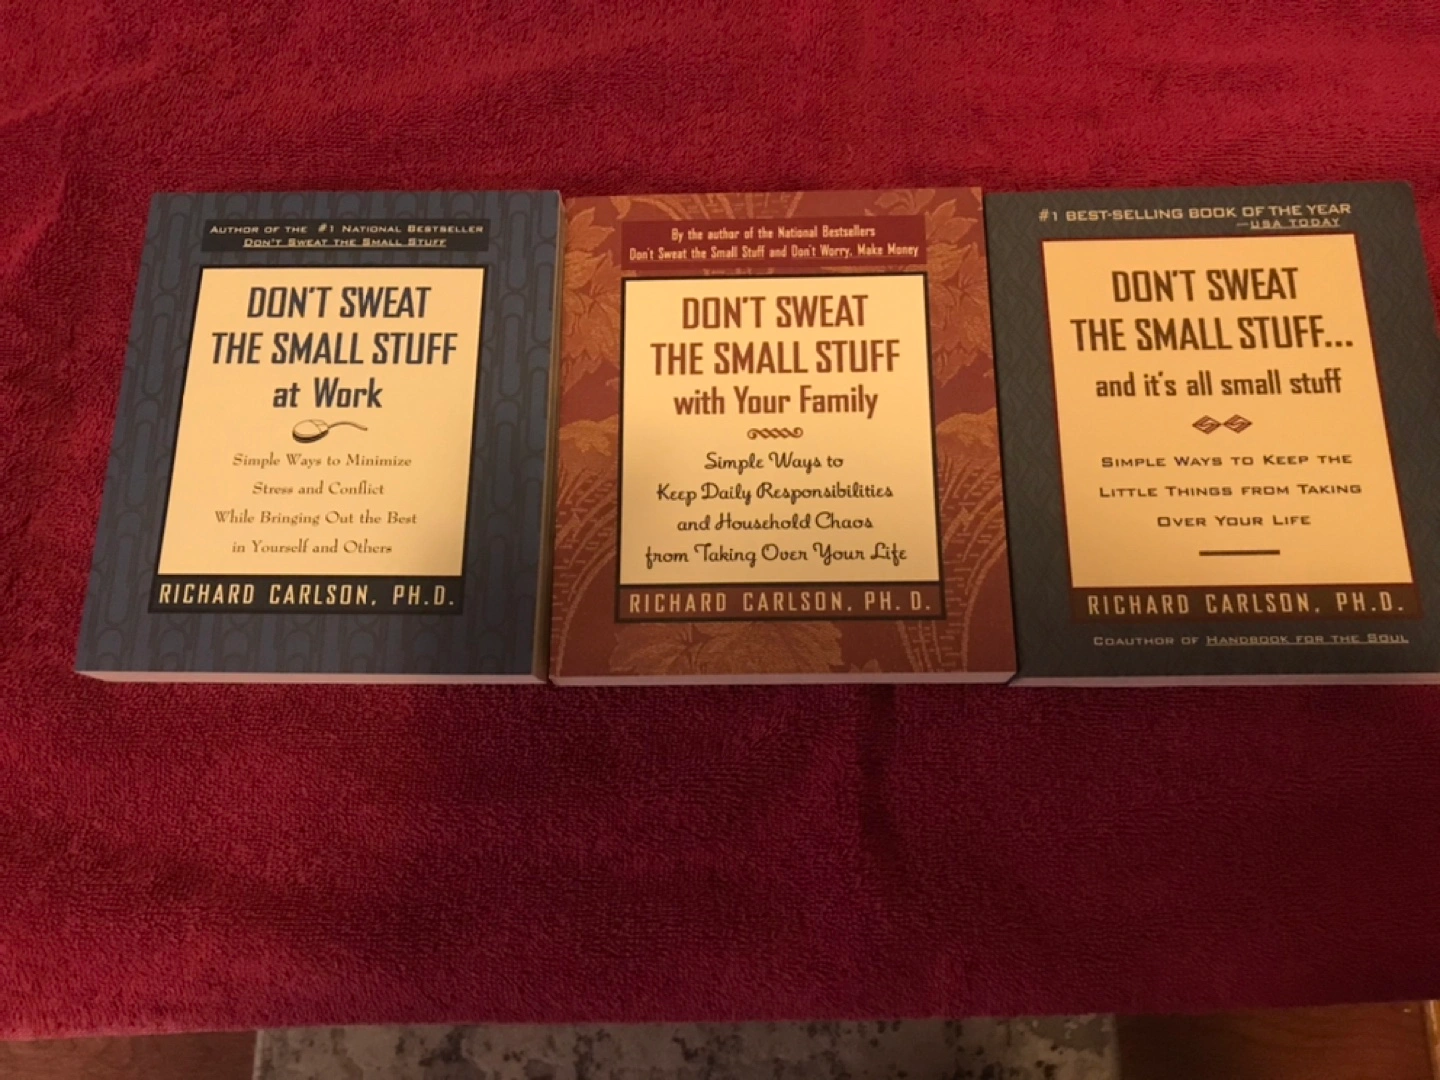 AUTHOR OF THE #1 NATIONAL BESTSELLER
DON'T SWEAT THE SMALL STUFF
DON'T SWEAT
THE SMALL STUFF
at Work
Simple Ways to Minimize
Stress and Conflict
While Bringing Out the Best
in Yourself and Others
RICHARD CARLSON, PH.D.
By the author of the National Bestsellers
Don't Sweat the Small Stuff and Don't Worry, Make Money
DON'T SWEAT
THE SMALL STUFF
with Your Family
Simple Ways to
Keep Daily Responsibilities
and Household Chaos
from Taking Over Your Life
RICHARD CARLSON, PH. D.
#1 BEST-SELLING BOOK OF THE YEAR
—USA TODAY
DON'T SWEAT
THE SMALL STUFF...
and it's all small stuff
SIMPLE WAYS TO KEEP THE
LITTLE THINGS FROM TAKING
OVER YOUR LIFE
RICHARD CARLSON, PH.D.
COAUTHOR OF HANDBOOK FOR THE SOUL